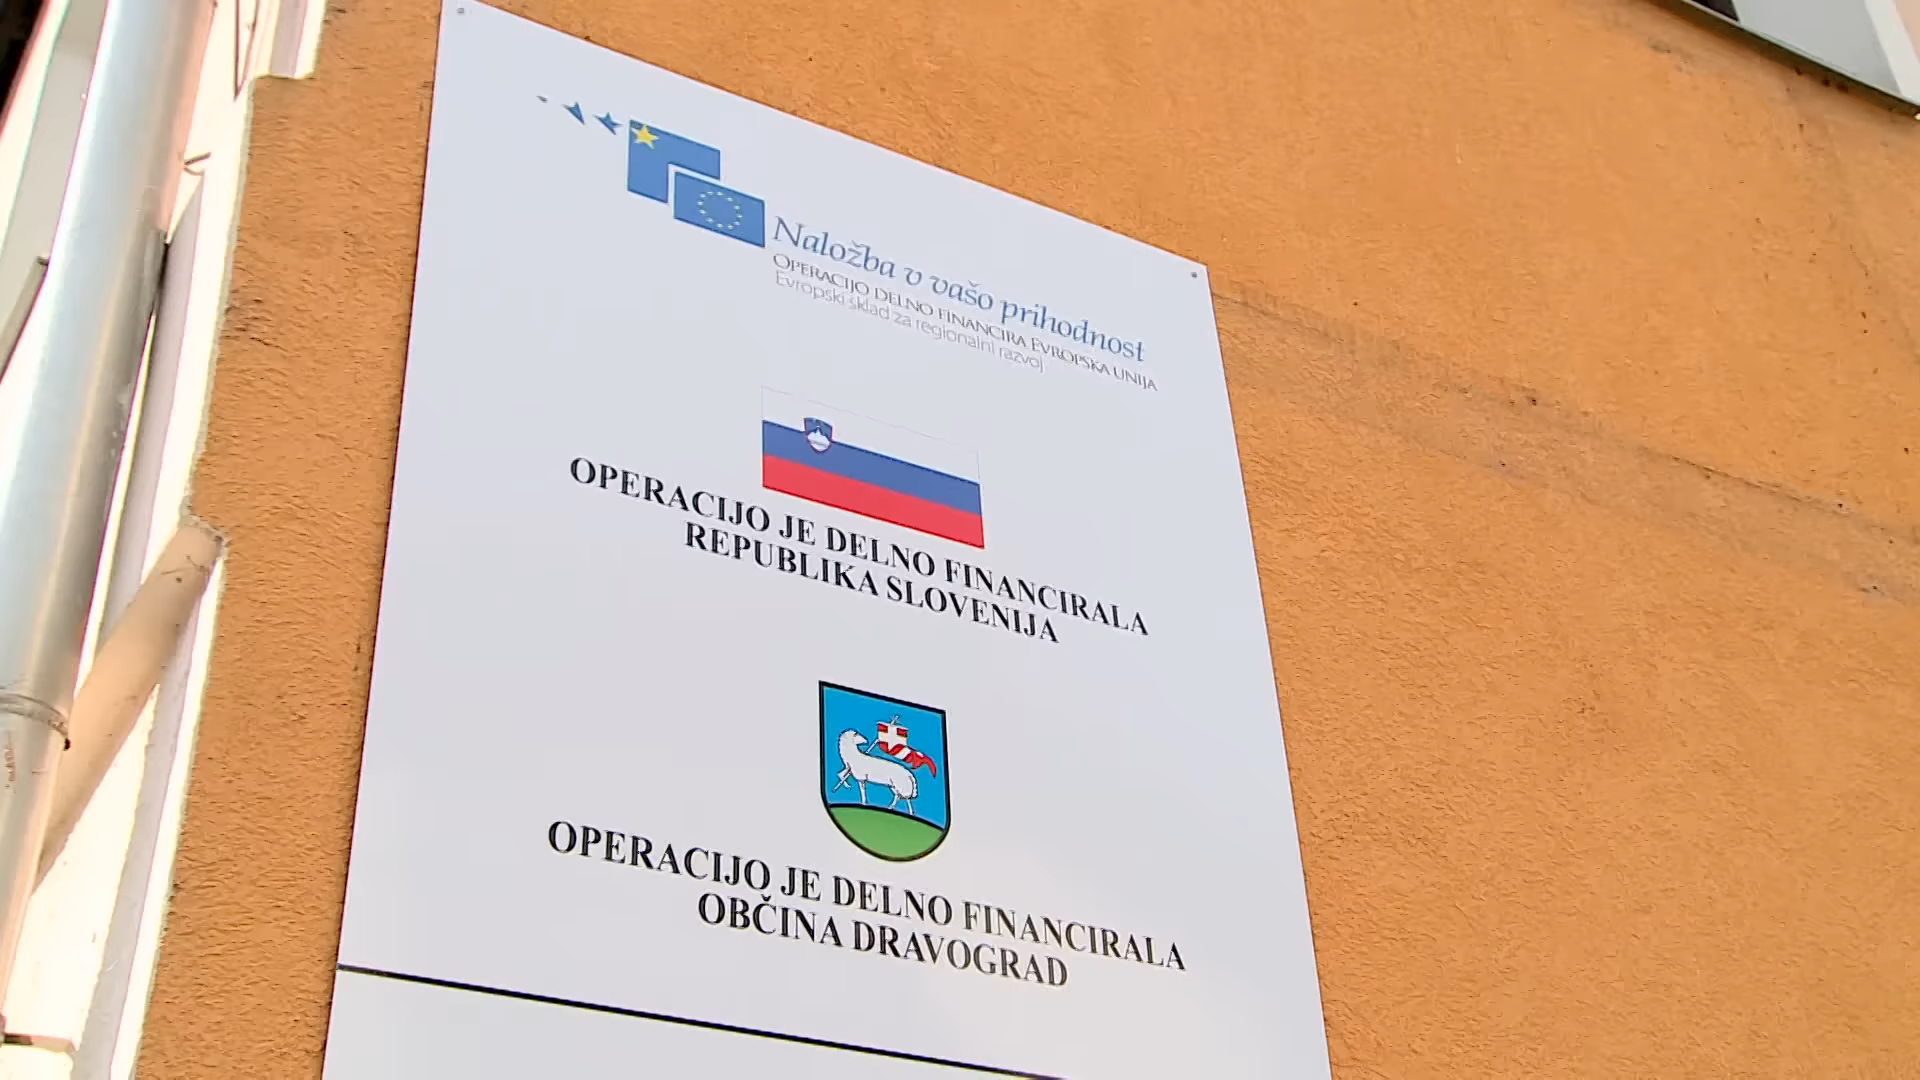 Naložba v vašo prihodnost
OPERACIJO DELNO FINANCIRA EVROPSKA UNIJA
Evropski sklad za regionalni razvoj
OPERACIJO JE DELNO FINANCIRALA
REPUBLIKA SLOVENIJA
OPERACIJO JE DELNO FINANCIRALA
OBČINA DRAVOGRAD